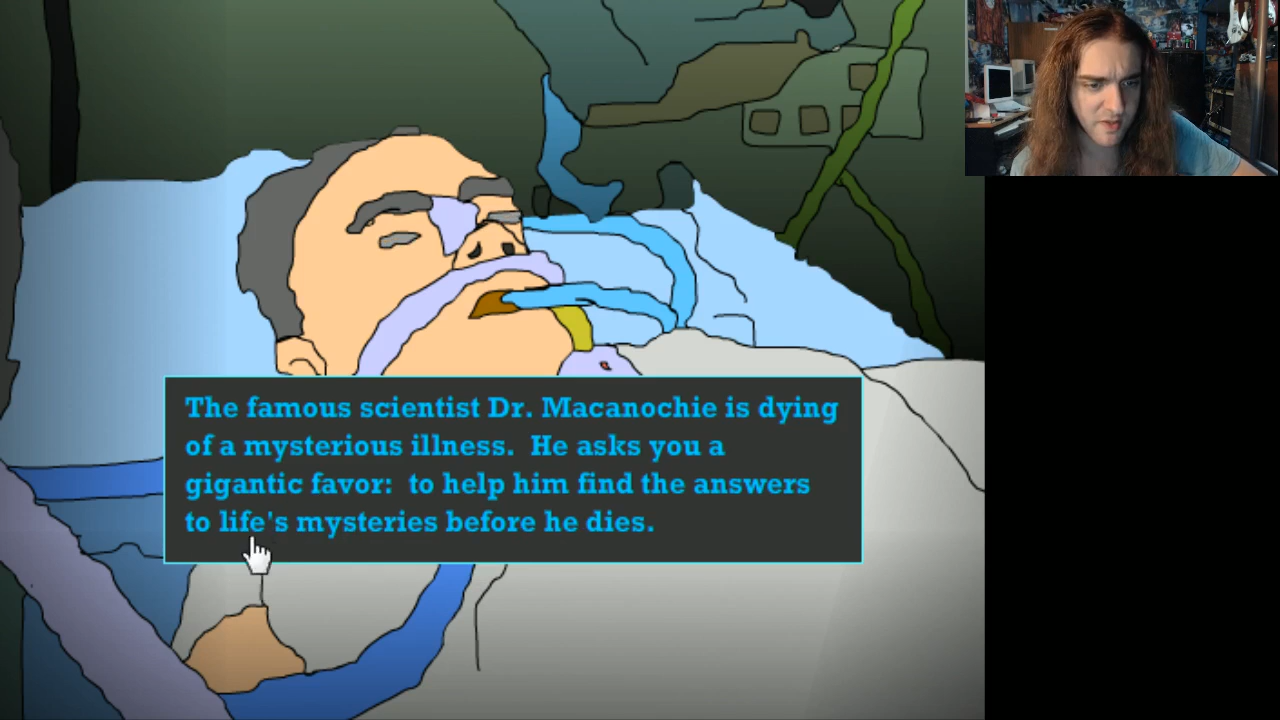 The famous scientist Dr. Macanochie is dying
of a mysterious illness.  He asks you a
gigantic favor:  to help him find the answers
to life's mysteries before he dies.